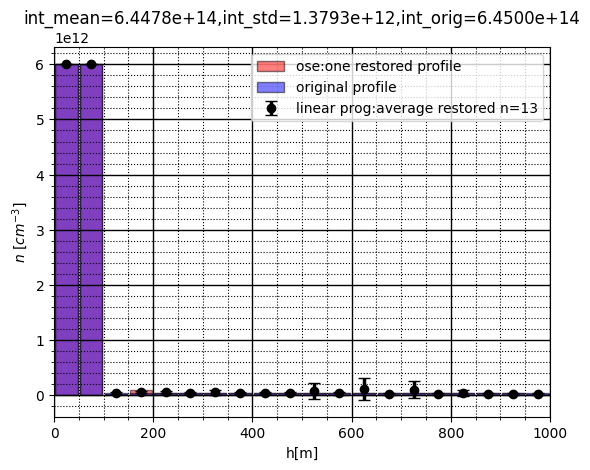 int_mean=6.4478e+14,int_std=1.3793e+12,int_orig=6.4500e+14
1e12
ose:one restored profile
original profile
linear prog:average restored n=13
6
5
4
3
2
1
0
n [cm⁻³]
0 200 400 600 800 1000
h[m]